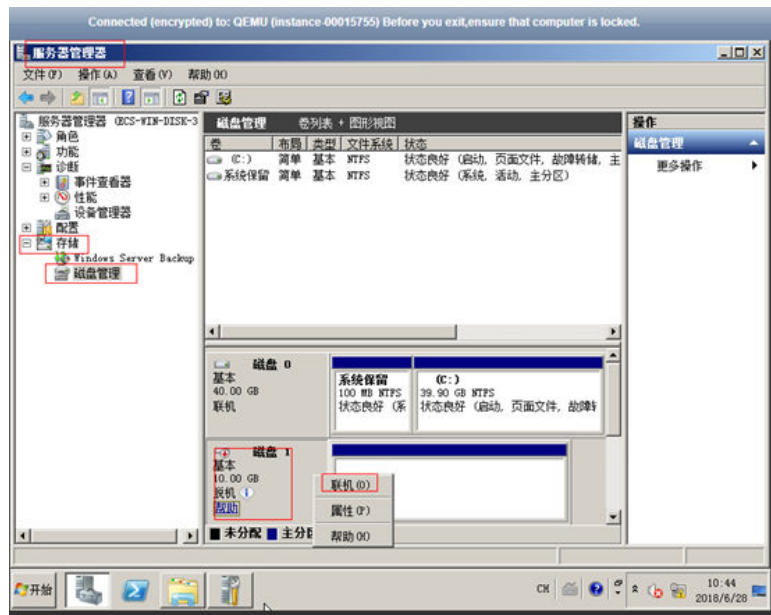 Connected (encrypted) to: QEMU (instance-00015755) Before you exit,ensure that computer is locked.
服务器管理器
文件(F) 操作(A) 查看(V) 帮助(H)
服务器管理器 (ECS-WIN-DISK-3
角色
功能
诊断
事件查看器
性能
设备管理器
配置
存储
Windows Server Backup
磁盘管理
磁盘管理 卷列表 + 图形视图
卷 布局 类型 文件系统 状态
(C:) 简单 基本 NTFS 状态良好 (启动, 页面文件, 故障转储, 主
系统保留 简单 基本 NTFS 状态良好 (系统, 活动, 主分区)
磁盘 0
基本
40.00 GB
联机
系统保留
100 MB NTFS
状态良好 (系
(C:)
39.90 GB NTFS
状态良好 (启动, 页面文件, 故障转
磁盘 1
基本
10.00 GB
脱机
帮助
联机(O)
属性(P)
帮助(H)
未分配 主分
操作
磁盘管理
更多操作
开始
CH
10:44
2018/6/28